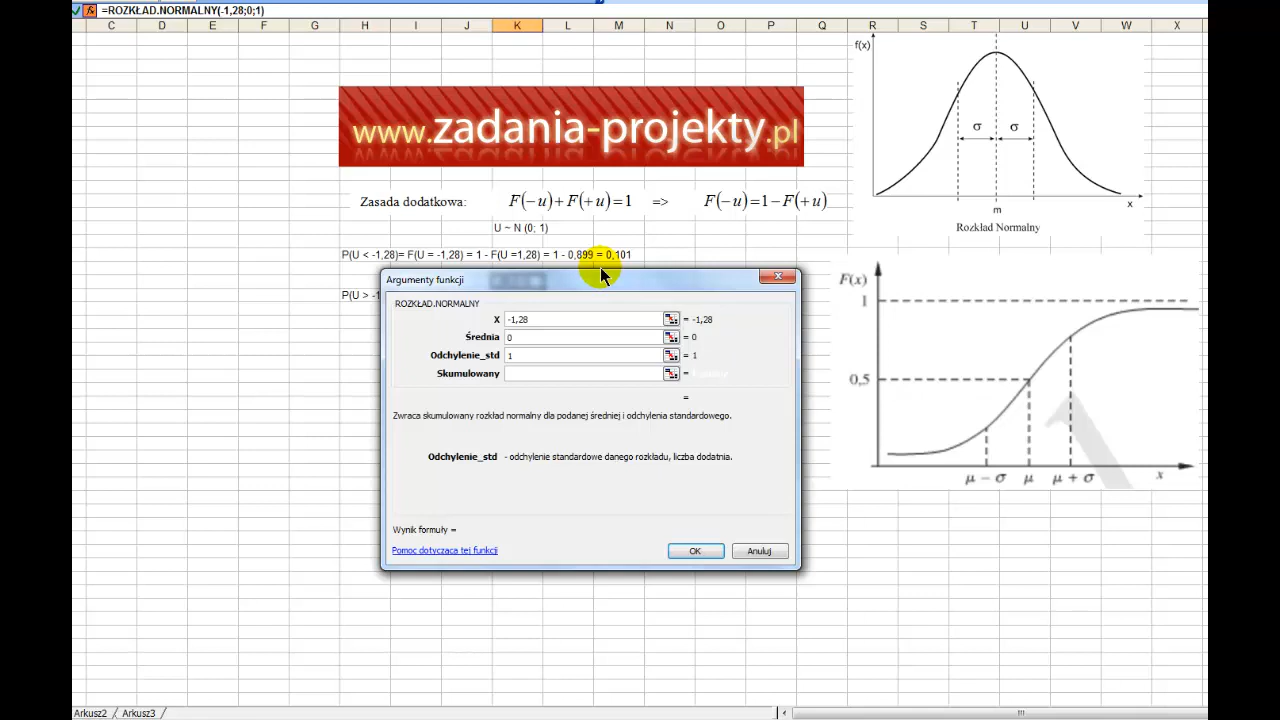 =ROZKŁAD.NORMALNY(-1,28;0;1)
C D E F G H I J K L M N O P Q R S T U V W X
www.zadania-projekty.pl
Zasada dodatkowa: F(−u)+F(+u)=1 => F(−u)=1−F(+u)
U ~ N (0; 1)
P(U < -1,28)= F(U = -1,28) = 1 - F(U =1,28) = 1 - 0,899 = 0,101
P(U > -1
Argumenty funkcji
ROZKŁAD.NORMALNY
X -1,28 = -1,28
Średnia 0 = 0
Odchylenie_std 1 = 1
Skumulowany =
=
Zwraca skumulowany rozkład normalny dla podanej średniej i odchylenia standardowego.
Odchylenie_std - odchylenie standardowe danego rozkładu, liczba dodatnia.
Wynik formuły =
Pomoc dotycząca tej funkcji
OK Anuluj
f(x)
σ σ
m x
Rozkład Normalny
F(x)
1
0,5
μ − σ μ μ + σ x
Arkusz2 Arkusz3